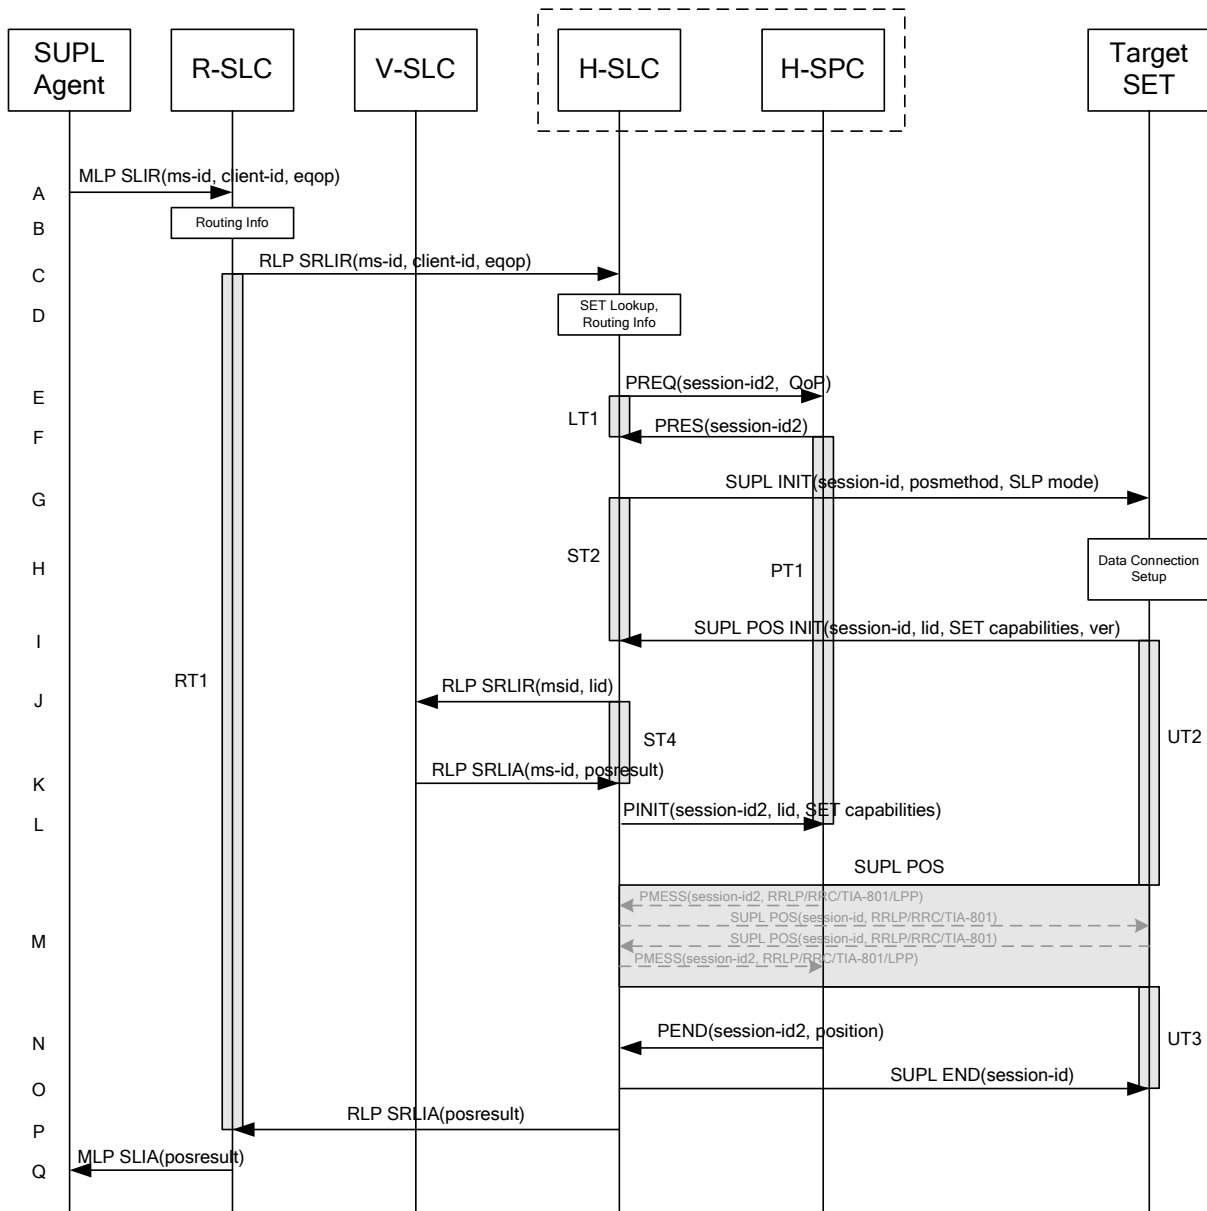 SUPL
Agent
R-SLC
V-SLC
H-SLC
H-SPC
Target
SET
A
MLP SLIR(ms-id, client-id, eqop)
B
Routing Info
C
RLP SRLIR(ms-id, client-id, eqop)
D
SET Lookup,
Routing Info
E
PREQ(session-id2, QoP)
LT1
F
PRES(session-id2)
G
SUPL INIT(session-id, posmethod, SLP mode)
H
ST2
PT1
Data Connection
Setup
I
SUPL POS INIT(session-id, lid, SET capabilities, ver)
RT1
J
RLP SRLIR(msid, lid)
ST4
UT2
K
RLP SRLIA(ms-id, posresult)
L
PINIT(session-id2, lid, SET capabilities)
SUPL POS
PMESS(session-id2, RRLP/RRC/TIA-801/LPP)
SUPL POS(session-id, RRLP/RRC/TIA-801)
M
SUPL POS(session-id, RRLP/RRC/TIA-801)
PMESS(session-id2, RRLP/RRC/TIA-801/LPP)
N
PEND(session-id2, position)
UT3
O
SUPL END(session-id)
P
RLP SRLIA(posresult)
Q
MLP SLIA(posresult)